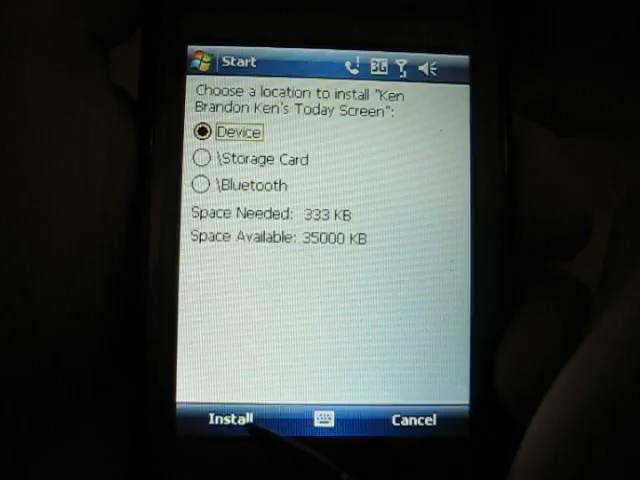 Start
3G
Choose a location to install "Ken
Brandon Ken's Today Screen":
Device
\Storage Card
\Bluetooth
Space Needed: 333 KB
Space Available: 35000 KB
Install
Cancel